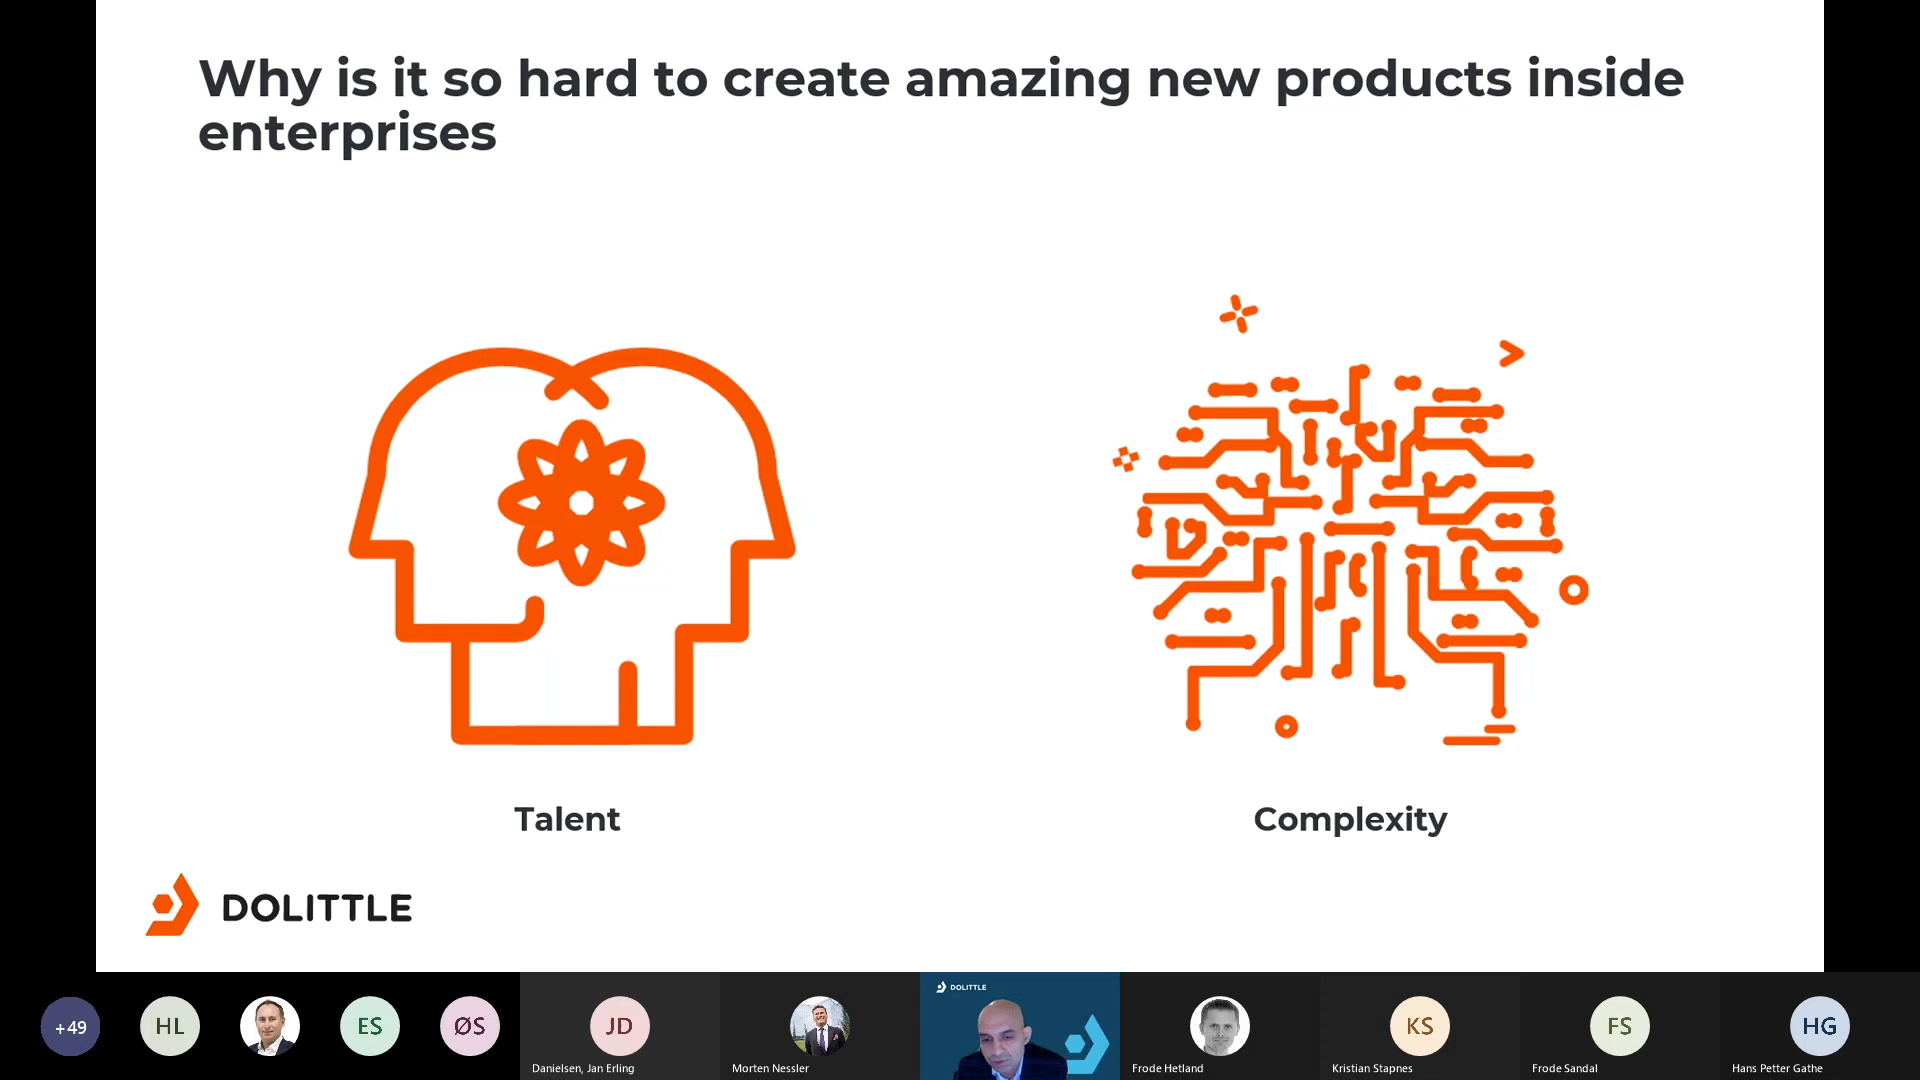 Why is it so hard to create amazing new products inside
enterprises
Talent
Complexity
DOLITTLE
+49
HL
ES
ØS
JD
Danielsen, Jan Erling
Morten Nessler
DOLITTLE
Frode Hetland
KS
Kristian Stapnes
FS
Frode Sandal
HG
Hans Petter Gathe